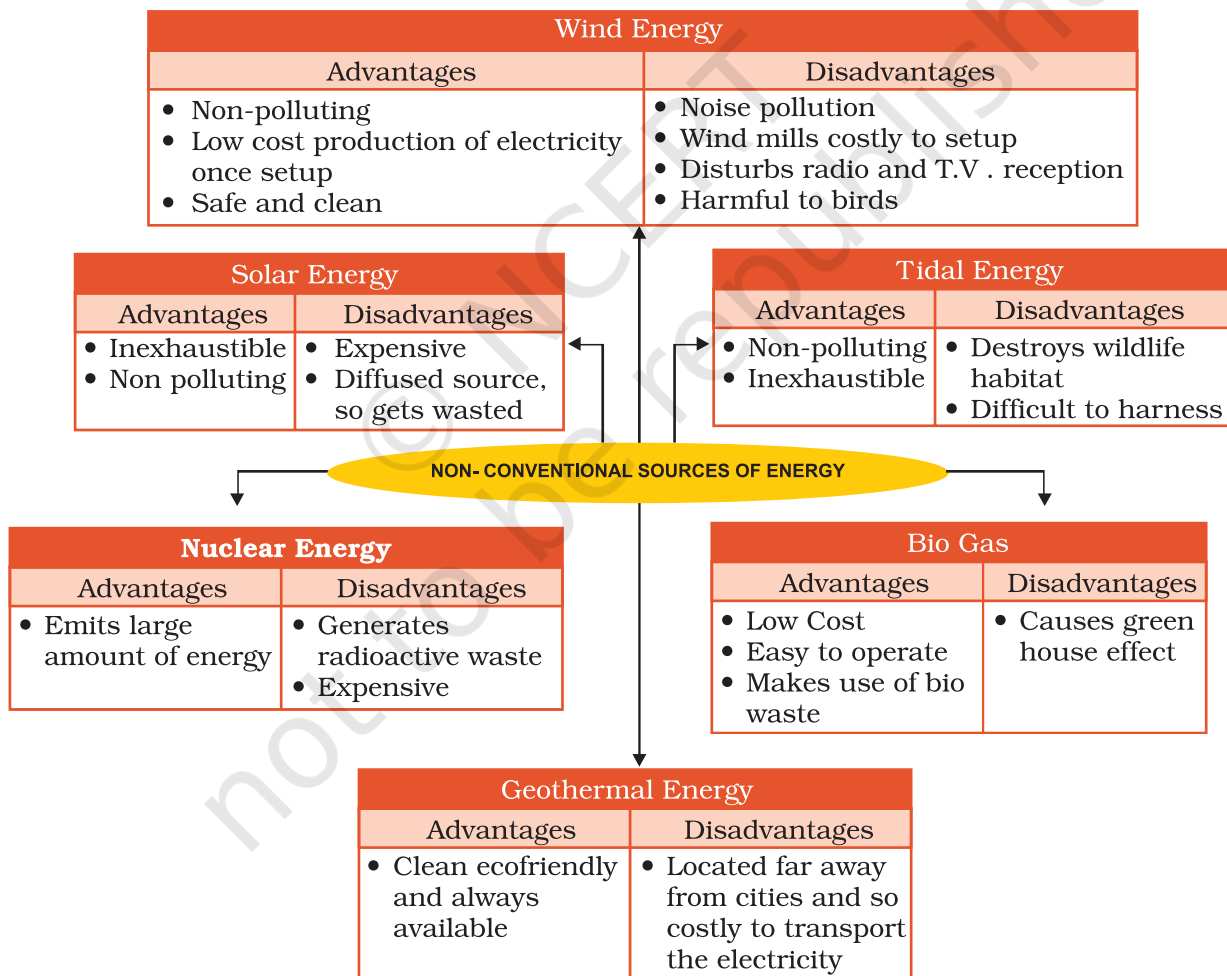 Wind Energy
Advantages
Disadvantages
• Non-polluting
• Low cost production of electricity
once setup
• Safe and clean
• Noise pollution
• Wind mills costly to setup
• Disturbs radio and T.V . reception
• Harmful to birds
Solar Energy
Advantages
Disadvantages
• Inexhaustible
• Non polluting
• Expensive
• Diffused source,
so gets wasted
Tidal Energy
Advantages
Disadvantages
• Non-polluting
• Inexhaustible
• Destroys wildlife
habitat
• Difficult to harness
NON- CONVENTIONAL SOURCES OF ENERGY
Nuclear Energy
Advantages
Disadvantages
• Emits large
amount of energy
• Generates
radioactive waste
• Expensive
Bio Gas
Advantages
Disadvantages
• Low Cost
• Easy to operate
• Makes use of bio
waste
• Causes green
house effect
Geothermal Energy
Advantages
Disadvantages
• Clean ecofriendly
and always
available
• Located far away
from cities and so
costly to transport
the electricity
© NCERT
not to be republishe